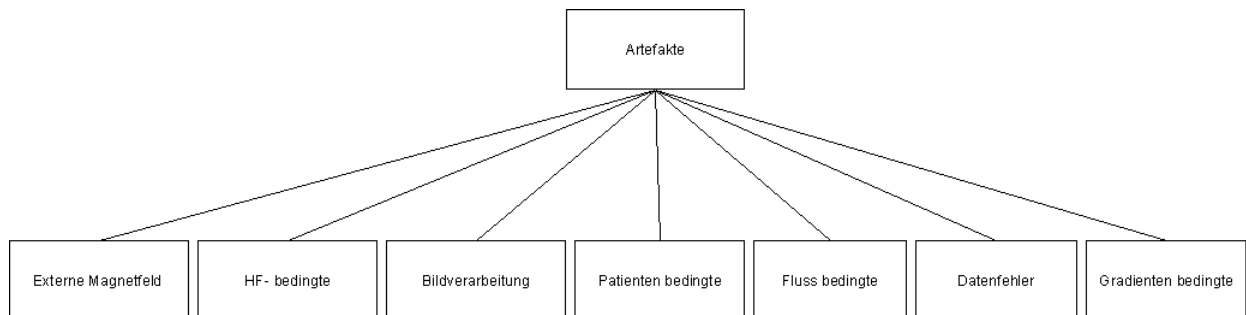 Artefakte
Externe Magnetfeld
HF- bedingte
Bildverarbeitung
Patienten bedingte
Fluss bedingte
Datenfehler
Gradienten bedingte